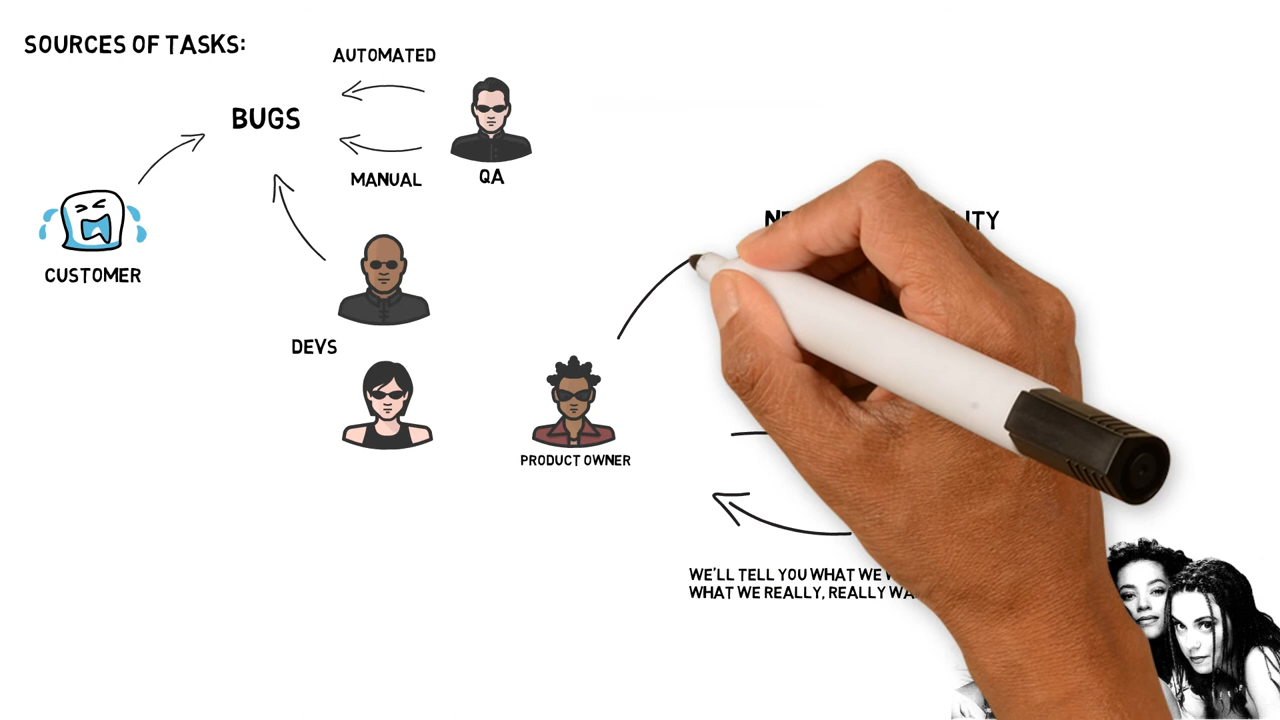 SOURCES OF TASKS:
AUTOMATED
BUGS
MANUAL
QA
CUSTOMER
DEVS
PRODUCT OWNER
WE'LL TELL YOU WHAT WE
WHAT WE REALLY, REALLY